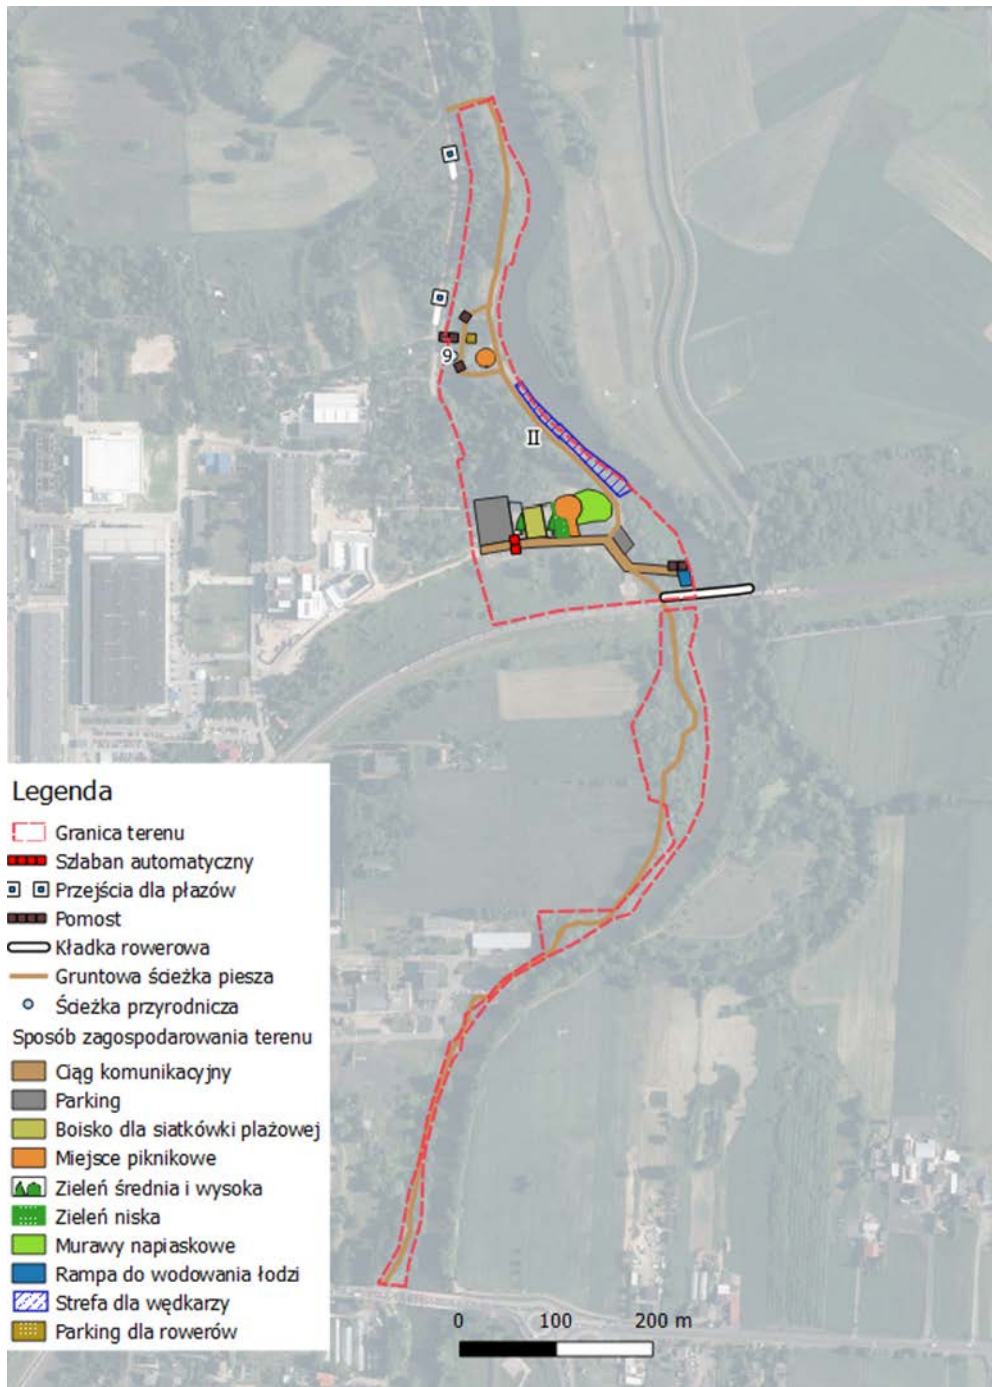 9
II
Legenda
Granica terenu
Szlaban automatyczny
Przejścia dla płazów
Pomost
Kładka rowerowa
Gruntowa ścieżka piesza
Ścieżka przyrodnicza
Sposób zagospodarowania terenu
Ciąg komunikacyjny
Parking
Boisko dla siatkówki plażowej
Miejsce piknikowe
Zieleń średnia i wysoka
Zieleń niska
Murawy napiaskowe
Rampa do wodowania łodzi
Strefa dla wędkarzy
Parking dla rowerów
0 100 200 m